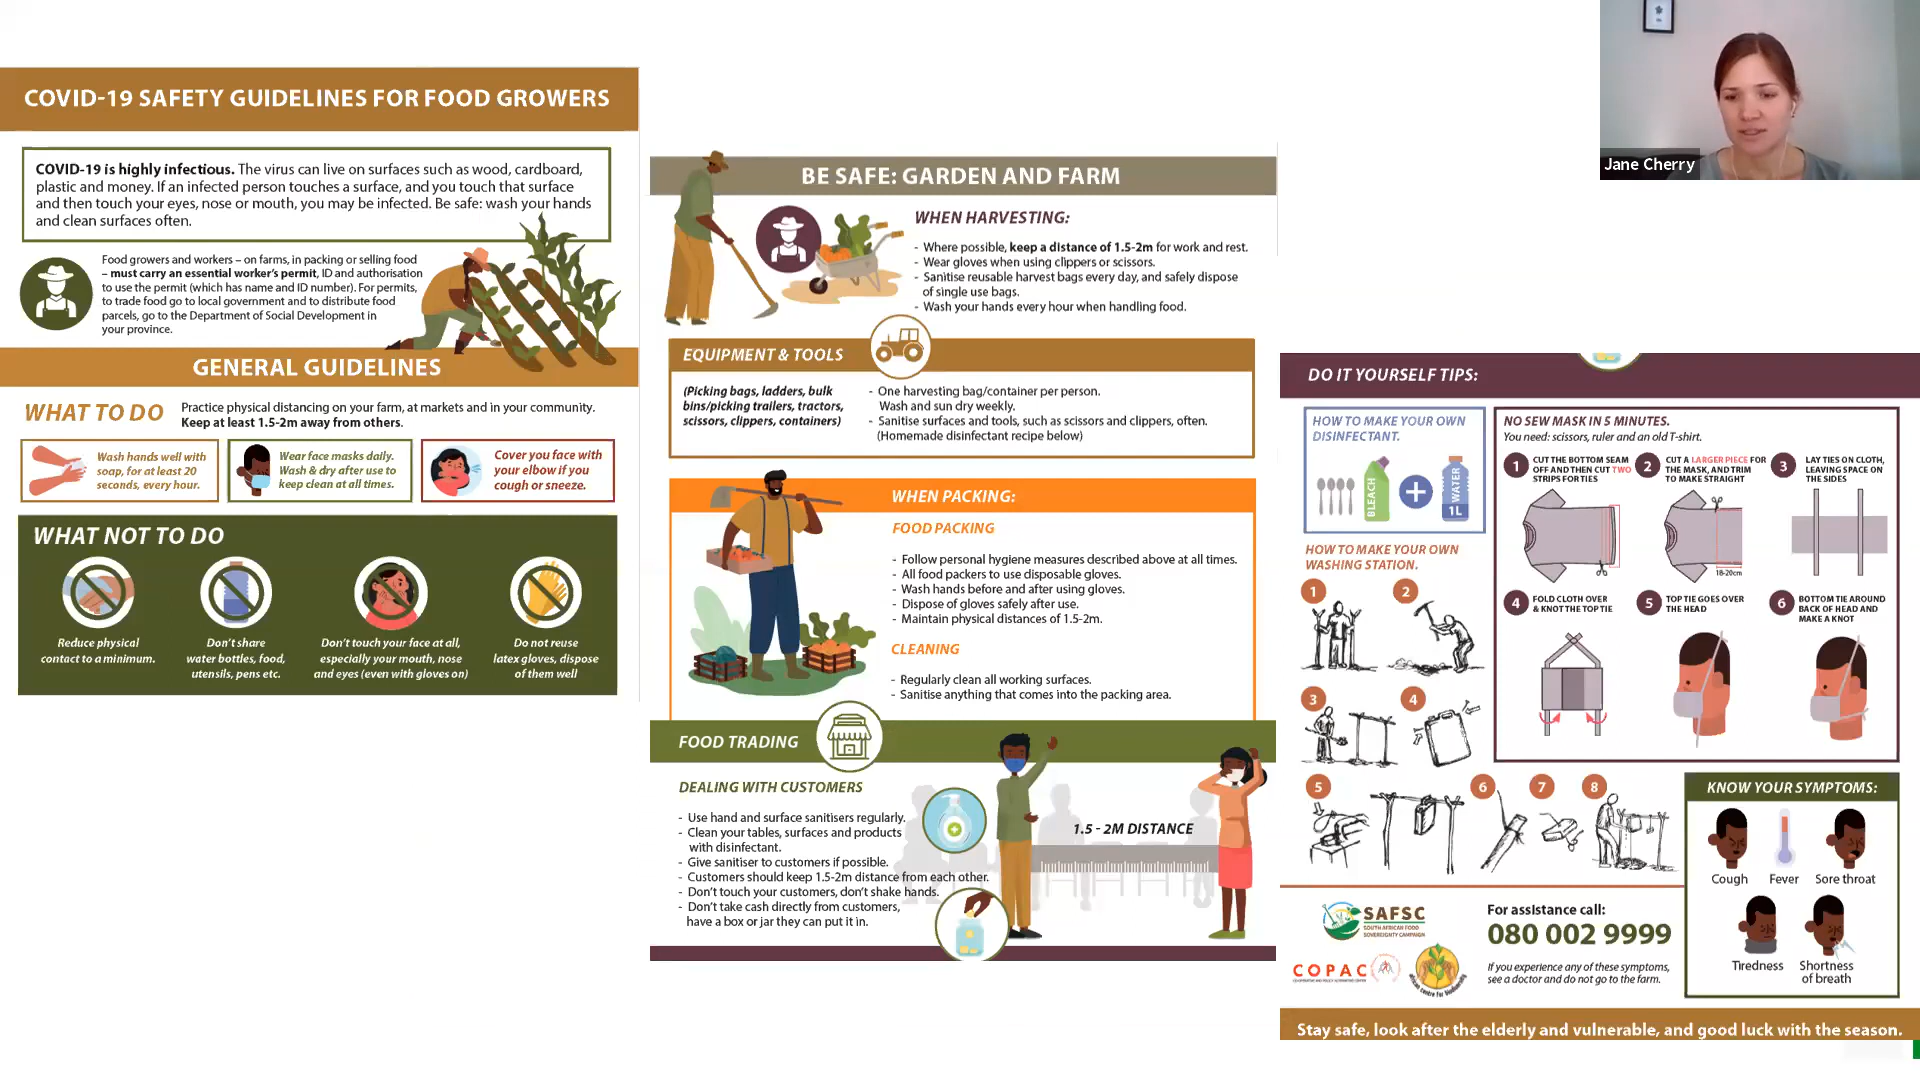 COVID-19 SAFETY GUIDELINES FOR FOOD GROWERS
COVID-19 is highly infectious. The virus can live on surfaces such as wood, cardboard,
plastic and money. If an infected person touches a surface, and you touch that surface
and then touch your eyes, nose or mouth, you may be infected. Be safe: wash your hands
and clean surfaces often.
Food growers and workers – on farms, in packing or selling food
– must carry an essential worker's permit, ID and authorisation
to use the permit (which has name and ID number). For permits,
to trade food go to local government and to distribute food
parcels, go to the Department of Social Development in
your province.
GENERAL GUIDELINES
WHAT TO DO
Practice physical distancing on your farm, at markets and in your community.
Keep at least 1.5-2m away from others.
Wash hands well with
soap, for at least 20
seconds, every hour.
Wear face masks daily.
Wash & dry after use to
keep clean at all times.
Cover you face with
your elbow if you
cough or sneeze.
WHAT NOT TO DO
Reduce physical
contact to a minimum.
Don't share
water bottles, food,
utensils, pens etc.
Don't touch your face at all,
especially your mouth, nose
and eyes (even with gloves on)
Do not reuse
latex gloves, dispose
of them well
BE SAFE: GARDEN AND FARM
WHEN HARVESTING:
- Where possible, keep a distance of 1.5-2m for work and rest.
- Wear gloves when using clippers or scissors.
- Sanitise reusable harvest bags every day, and safely dispose
of single use bags.
- Wash your hands every hour when handling food.
EQUIPMENT & TOOLS
(Picking bags, ladders, bulk
bins/picking trailers, tractors,
scissors, clippers, containers)
- One harvesting bag/container per person.
Wash and sun dry weekly.
- Sanitise surfaces and tools, such as scissors and clippers, often.
(Homemade disinfectant recipe below)
WHEN PACKING:
FOOD PACKING
- Follow personal hygiene measures described above at all times.
- All food packers to use disposable gloves.
- Wash hands before and after using gloves.
- Dispose of gloves safely after use.
- Maintain physical distances of 1.5-2m.
CLEANING
- Regularly clean all working surfaces.
- Sanitise anything that comes into the packing area.
FOOD TRADING
DEALING WITH CUSTOMERS
- Use hand and surface sanitisers regularly.
- Clean your tables, surfaces and products
with disinfectant.
- Give sanitiser to customers if possible.
- Customers should keep 1.5-2m distance from each other.
- Don't touch your customers, don't shake hands.
- Don't take cash directly from customers,
have a box or jar they can put it in.
1.5 - 2M DISTANCE
Jane Cherry
DO IT YOURSELF TIPS:
HOW TO MAKE YOUR OWN
DISINFECTANT.
BLEACH
+
WATER
1L
HOW TO MAKE YOUR OWN
WASHING STATION.
1
2
3
4
5
6
7
8
NO SEW MASK IN 5 MINUTES.
You need: scissors, ruler and an old T-shirt.
1 CUT THE BOTTOM SEAM
OFF AND THEN CUT TWO
STRIPS FOR TIES
2 CUT A LARGER PIECE FOR
THE MASK, AND TRIM
TO MAKE STRAIGHT
18-20cm
3 LAY TIES ON CLOTH,
LEAVING SPACE ON
THE SIDES
4 FOLD CLOTH OVER
& KNOT THE TOP TIE
5 TOP TIE GOES OVER
THE HEAD
6 BOTTOM TIE AROUND
BACK OF HEAD AND
MAKE A KNOT
KNOW YOUR SYMPTOMS:
Cough
Fever
Sore throat
Tiredness
Shortness
of breath
SAFSC
SOUTH AFRICAN FOOD
SOVEREIGNTY CAMPAIGN
COPAC
african centre for biodiversity
For assistance call:
080 002 9999
If you experience any of these symptoms,
see a doctor and do not go to the farm.
Stay safe, look after the elderly and vulnerable, and good luck with the season.